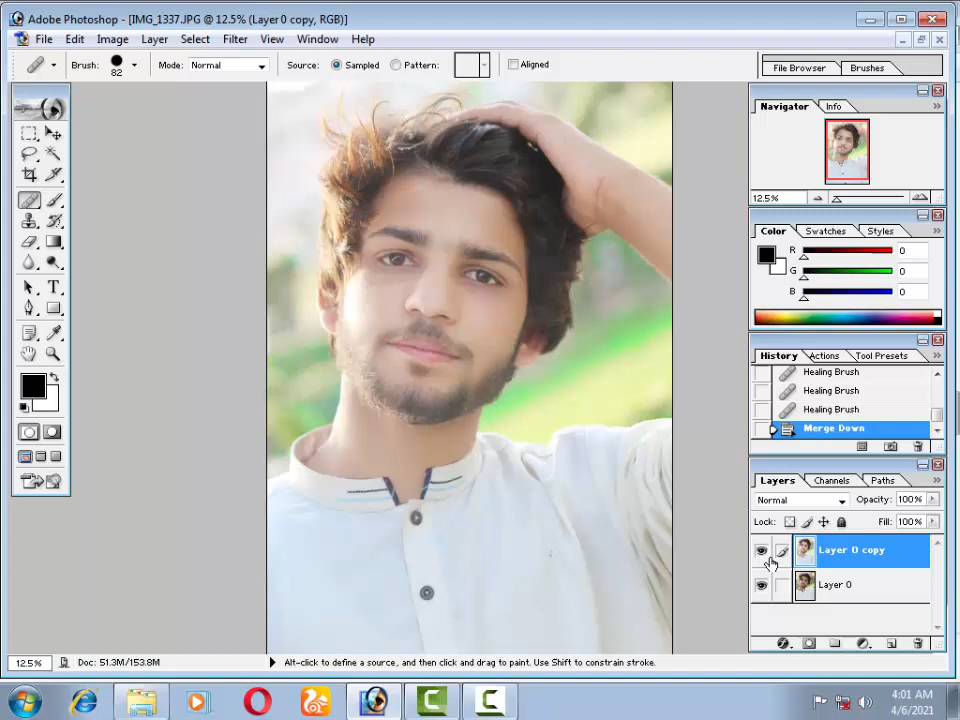 Adobe Photoshop - [IMG_1337.JPG @ 12.5% (Layer 0 copy, RGB)]
File Edit Image Layer Select Filter View Window Help
Brush: 82 Mode: Normal Source: Sampled Pattern: Aligned
File Browser Brushes
Navigator Info
12.5%
Color Swatches Styles
R 0
G 0
B 0
History Actions Tool Presets
Healing Brush
Healing Brush
Healing Brush
Merge Down
Layers Channels Paths
Normal Opacity: 100%
Lock: Fill: 100%
Layer 0 copy
Layer 0
12.5% Doc: 51.3M/153.8M Alt-click to define a source, and then click and drag to paint. Use Shift to constrain stroke.
4:01 AM
4/6/2021